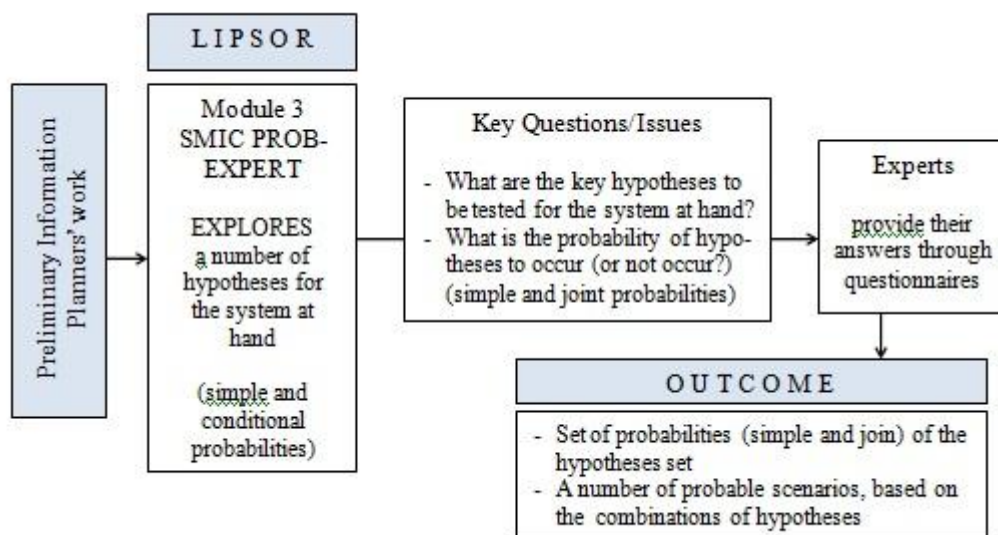 L I P S O R
Preliminary Information
Planners' work
Module 3
SMIC PROB-
EXPERT
EXPLORES
a number of
hypotheses for
the system at
hand
(simple and
conditional
probabilities)
Key Questions/Issues
- What are the key hypotheses to
be tested for the system at hand?
- What is the probability of hypo-
theses to occur (or not occur?)
(simple and joint probabilities)
Experts
provide their
answers through
questionnaires
O U T C O M E
- Set of probabilities (simple and join) of the
hypotheses set
- A number of probable scenarios, based on
the combinations of hypotheses